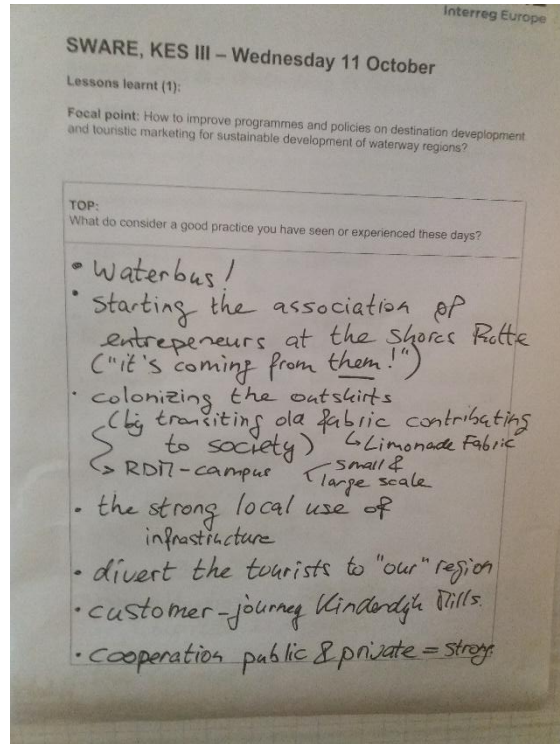 Interreg Europe
SWARE, KES III – Wednesday 11 October
Lessons learnt (1):
Focal point: How to improve programmes and policies on destination deveplopment
and touristic marketing for sustainable development of waterway regions?
TOP:
What do consider a good practice you have seen or experienced these days?
• Waterbus!
• Starting the association of
entrepeneurs at the shores Rotte
("it's coming from them!")
• colonizing the outskirts
(by transiting old fabric contributing
to society) ↳ Limonade Fabric
↳ RDM-campus small &
large scale
• the strong local use of
infrastructure
• divert the tourists to "our" region
• customer-journey Kinderdijk Mills.
• Cooperation public & private = strong.